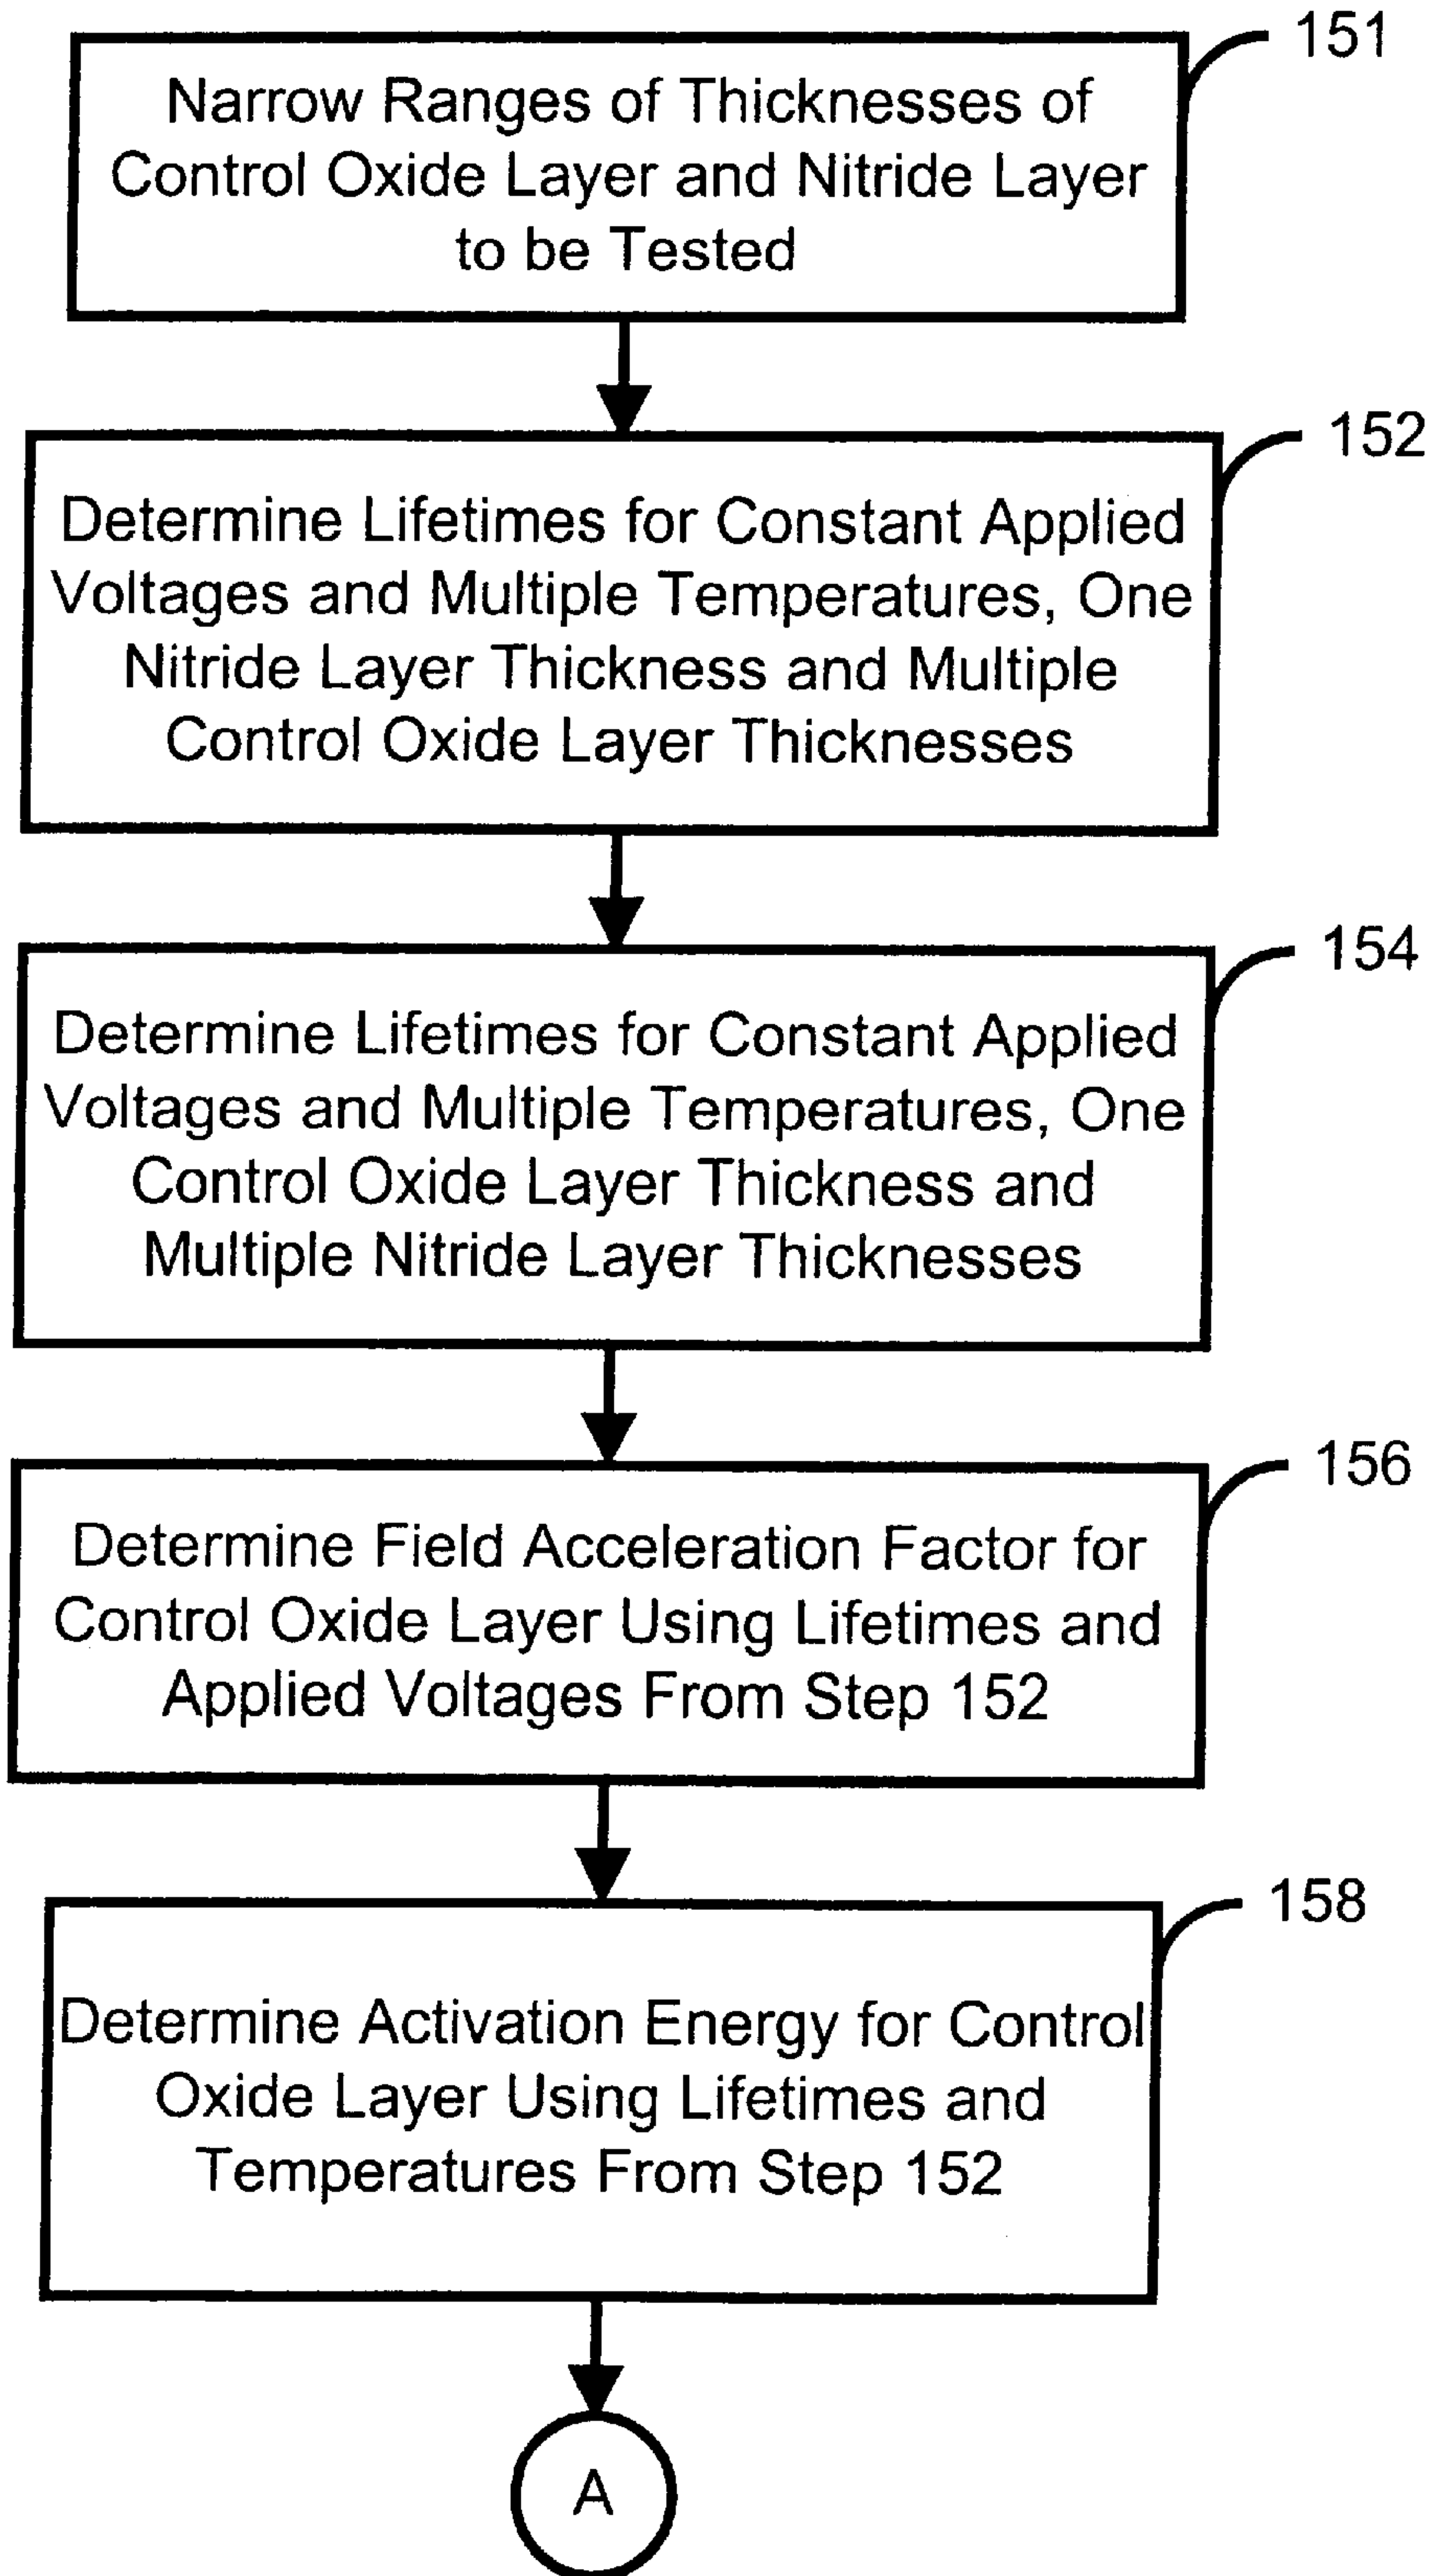 151
Narrow Ranges of Thicknesses of
Control Oxide Layer and Nitride Layer
to be Tested
152
Determine Lifetimes for Constant Applied
Voltages and Multiple Temperatures, One
Nitride Layer Thickness and Multiple
Control Oxide Layer Thicknesses
154
Determine Lifetimes for Constant Applied
Voltages and Multiple Temperatures, One
Control Oxide Layer Thickness and
Multiple Nitride Layer Thicknesses
156
Determine Field Acceleration Factor for
Control Oxide Layer Using Lifetimes and
Applied Voltages From Step 152
158
Determine Activation Energy for Control
Oxide Layer Using Lifetimes and
Temperatures From Step 152
A